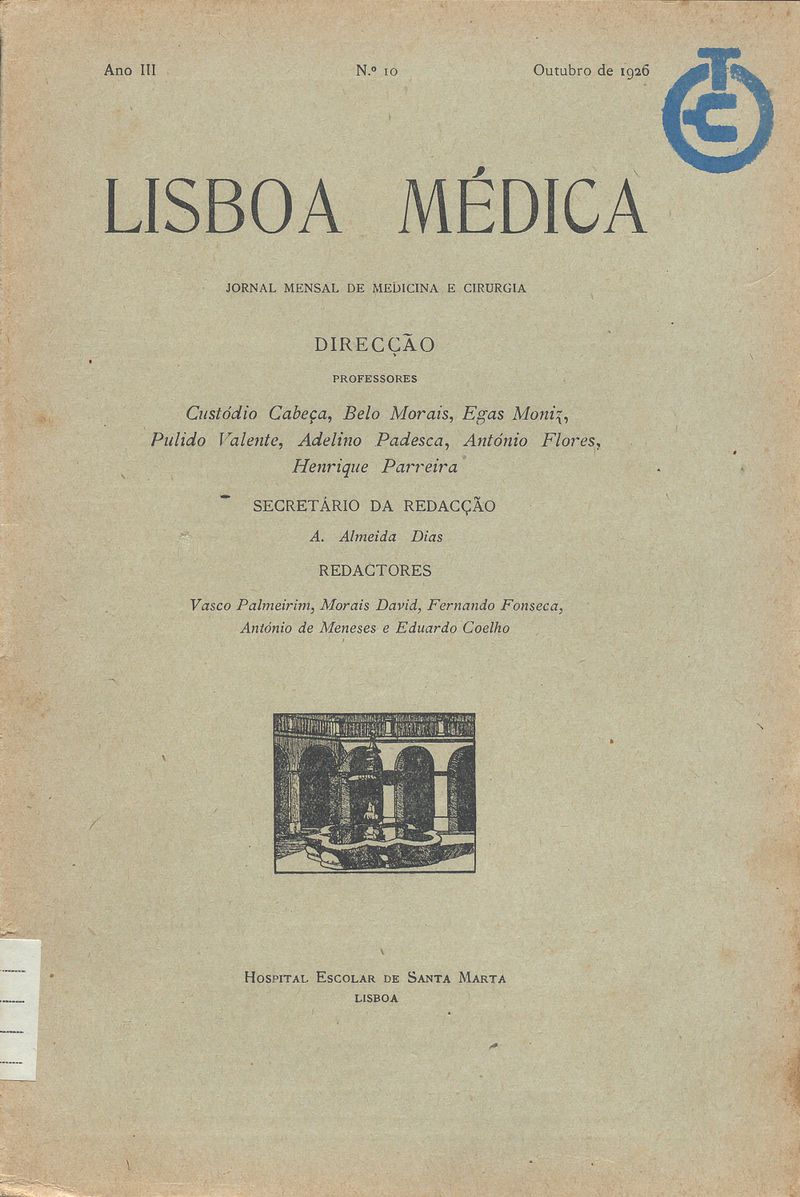 Ano III N.º 10 Outubro de 1926
TC
LISBOA MÉDICA
JORNAL MENSAL DE MEDICINA E CIRURGIA
DIRECÇÃO
PROFESSORES
Custódio Cabeça, Belo Morais, Egas Moniz,
Pulido Valente, Adelino Padesca, António Flores,
Henrique Parreira
SECRETÁRIO DA REDACÇÃO
A. Almeida Dias
REDACTORES
Vasco Palmeirim, Morais David, Fernando Fonseca,
António de Meneses e Eduardo Coelho
HOSPITAL ESCOLAR DE SANTA MARTA
LISBOA